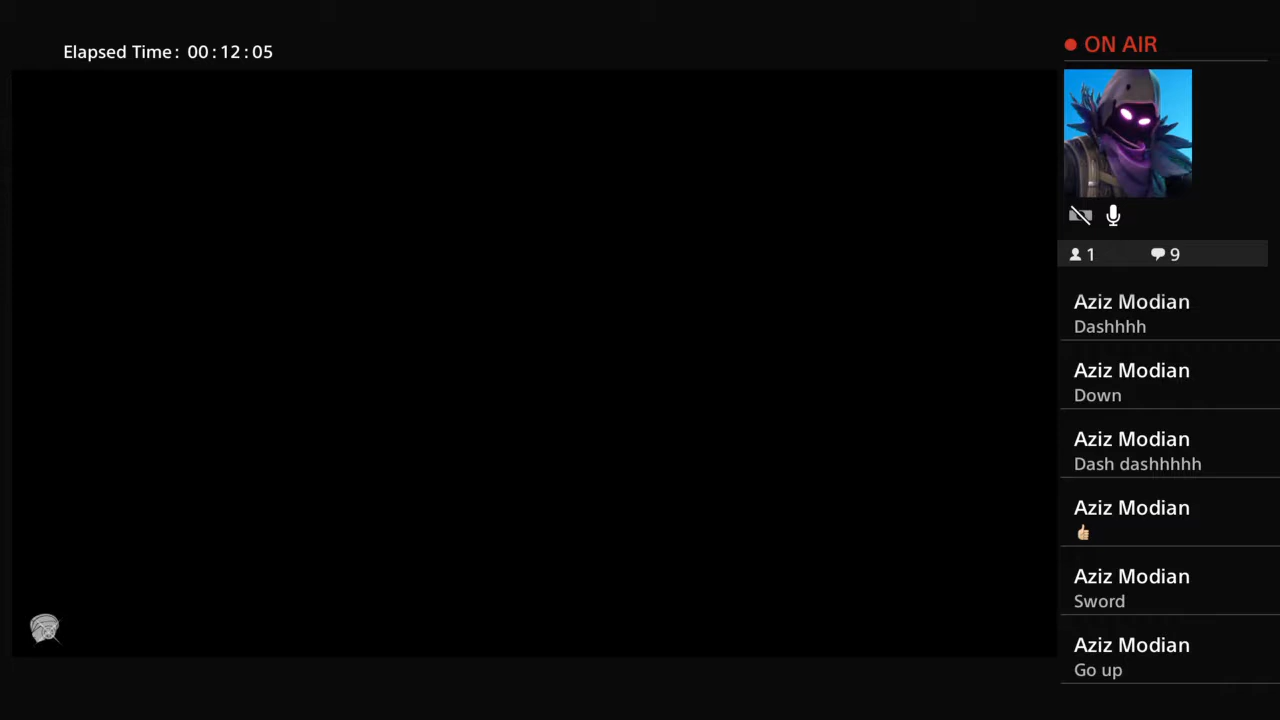 Elapsed Time: 00:12:05
ON AIR
1 9
Aziz Modian
Dashhhh
Aziz Modian
Down
Aziz Modian
Dash dashhhhh
Aziz Modian
👍🏼
Aziz Modian
Sword
Aziz Modian
Go up